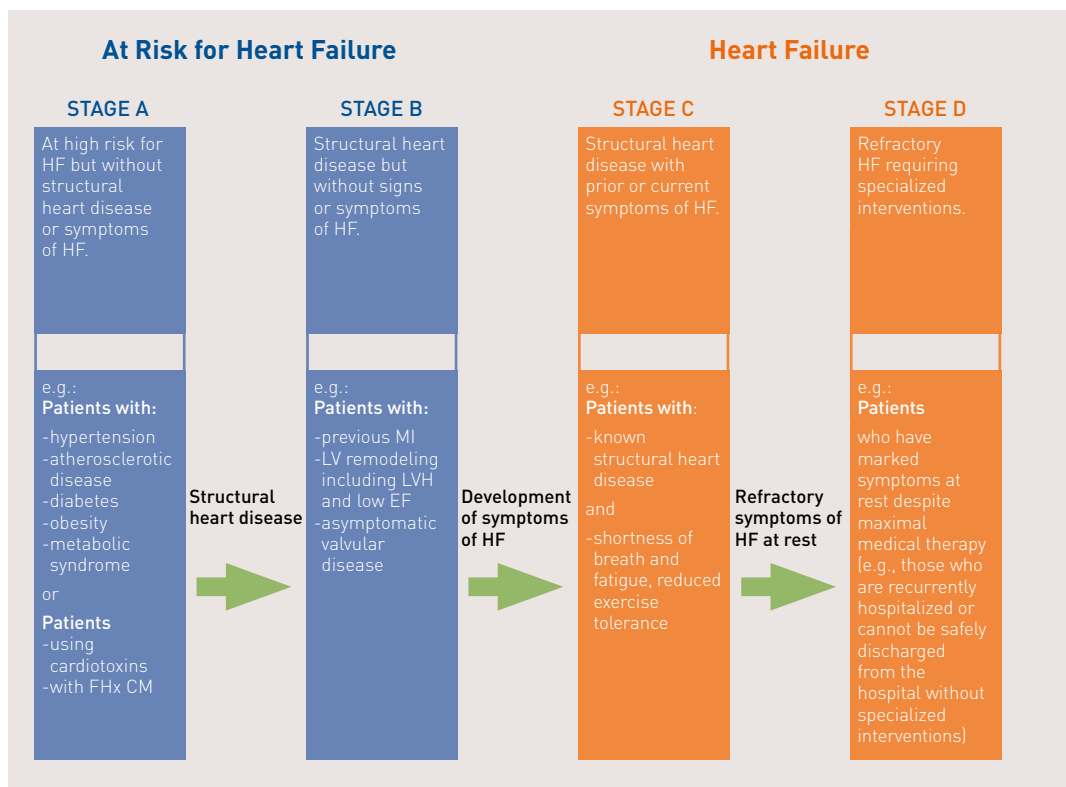 At Risk for Heart Failure
Heart Failure
STAGE A
At high risk for
HF but without
structural
heart disease
or symptoms
of HF.
e.g.:
Patients with:
-hypertension
-atherosclerotic
disease
-diabetes
-obesity
-metabolic
syndrome
or
Patients
-using
cardiotoxins
-with FHx CM
Structural
heart disease
STAGE B
Structural heart
disease but
without signs
or symptoms
of HF.
e.g.:
Patients with:
-previous MI
-LV remodeling
including LVH
and low EF
-asymptomatic
valvular
disease
Development
of symptoms
of HF
STAGE C
Structural heart
disease with
prior or current
symptoms of HF.
e.g.:
Patients with:
-known
structural heart
disease
and
-shortness of
breath and
fatigue, reduced
exercise
tolerance
Refractory
symptoms of
HF at rest
STAGE D
Refractory
HF requiring
specialized
interventions.
e.g.:
Patients
who have
marked
symptoms at
rest despite
maximal
medical therapy
(e.g., those who
are recurrently
hospitalized or
cannot be safely
discharged
from the
hospital without
specialized
interventions)